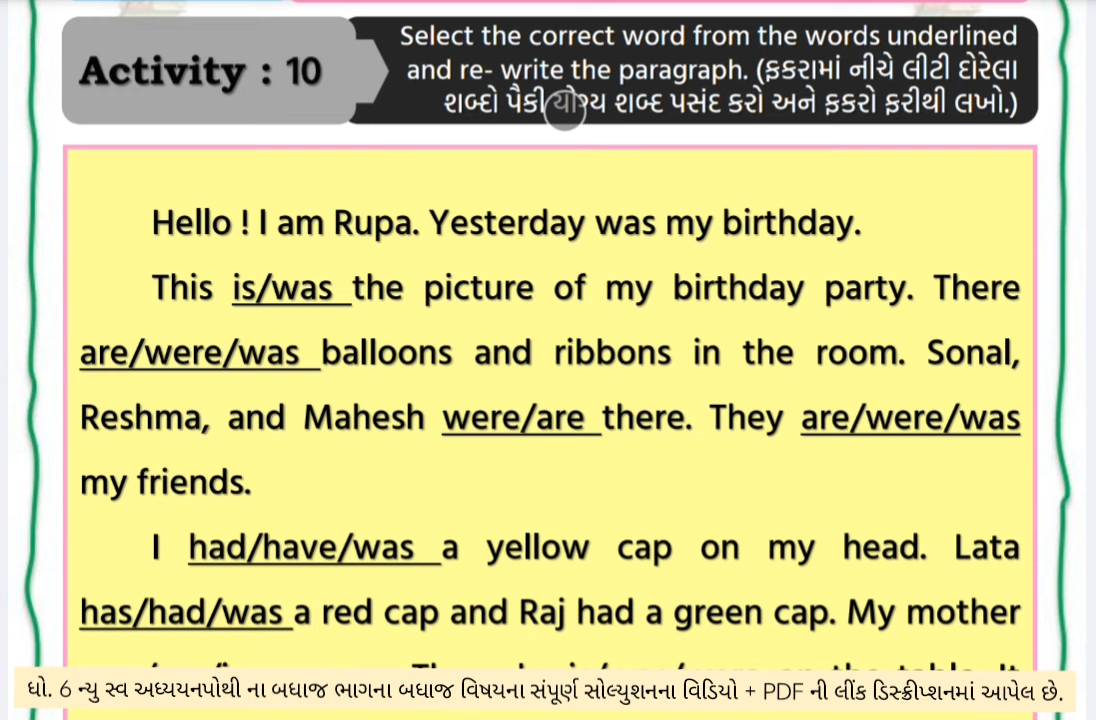 Activity : 10
Select the correct word from the words underlined
and re- write the paragraph. (ફકરામાં નીચે લીટી દોરેલા
શબ્દો પૈકી યોગ્ય શબ્દ પસંદ કરો અને ફકરો ફરીથી લખો.)
Hello ! I am Rupa. Yesterday was my birthday.
This is/was the picture of my birthday party. There
are/were/was balloons and ribbons in the room. Sonal,
Reshma, and Mahesh were/are there. They are/were/was
my friends.
I had/have/was a yellow cap on my head. Lata
has/had/was a red cap and Raj had a green cap. My mother
on the table. It
ધો. 6 ન્યુ સ્વ અધ્યયનપોથી ના બધાજ ભાગના બધાજ વિષયના સંપૂર્ણ સોલ્યુશનના વિડિયો + PDF ની લીંક ડિસ્ક્રીપ્શનમાં આપેલ છે.